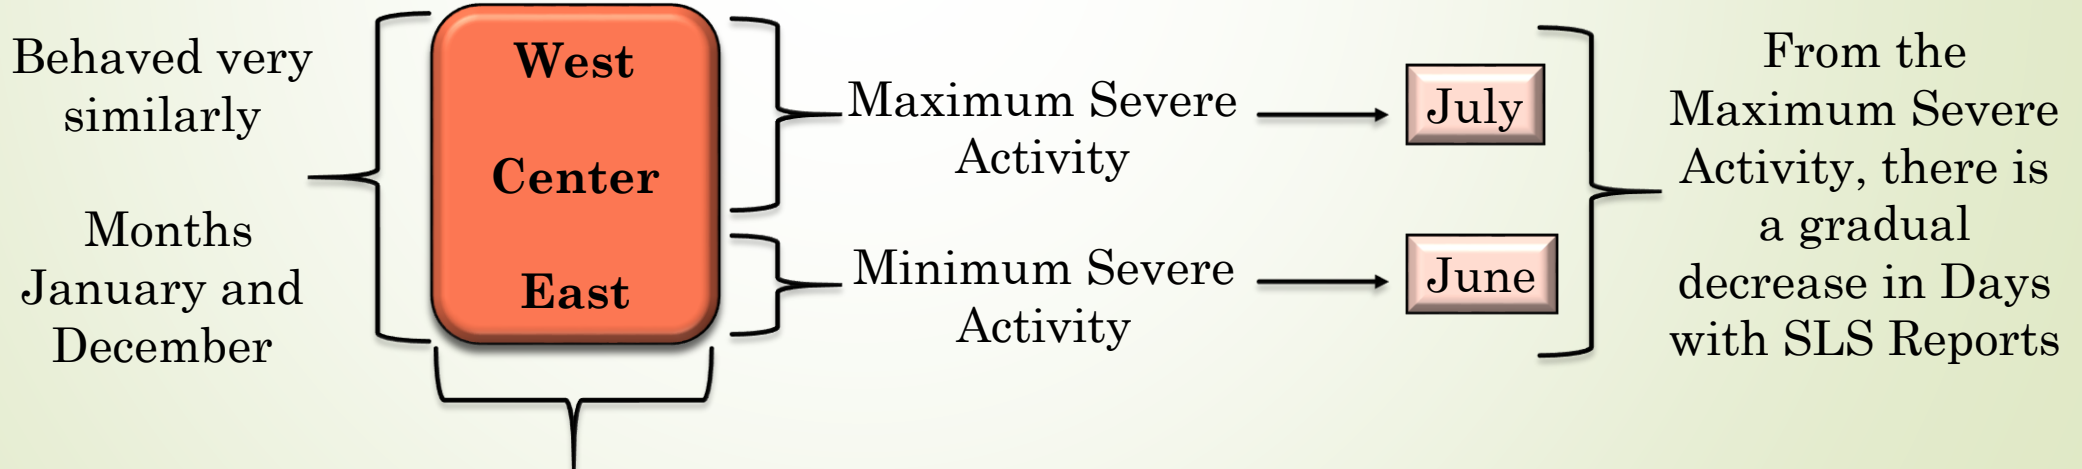 Behaved very
similarly
Months
January and
December
West
Center
East
Maximum Severe
Activity
July
Minimum Severe
Activity
June
From the
Maximum Severe
Activity, there is
a gradual
decrease in Days
with SLS Reports